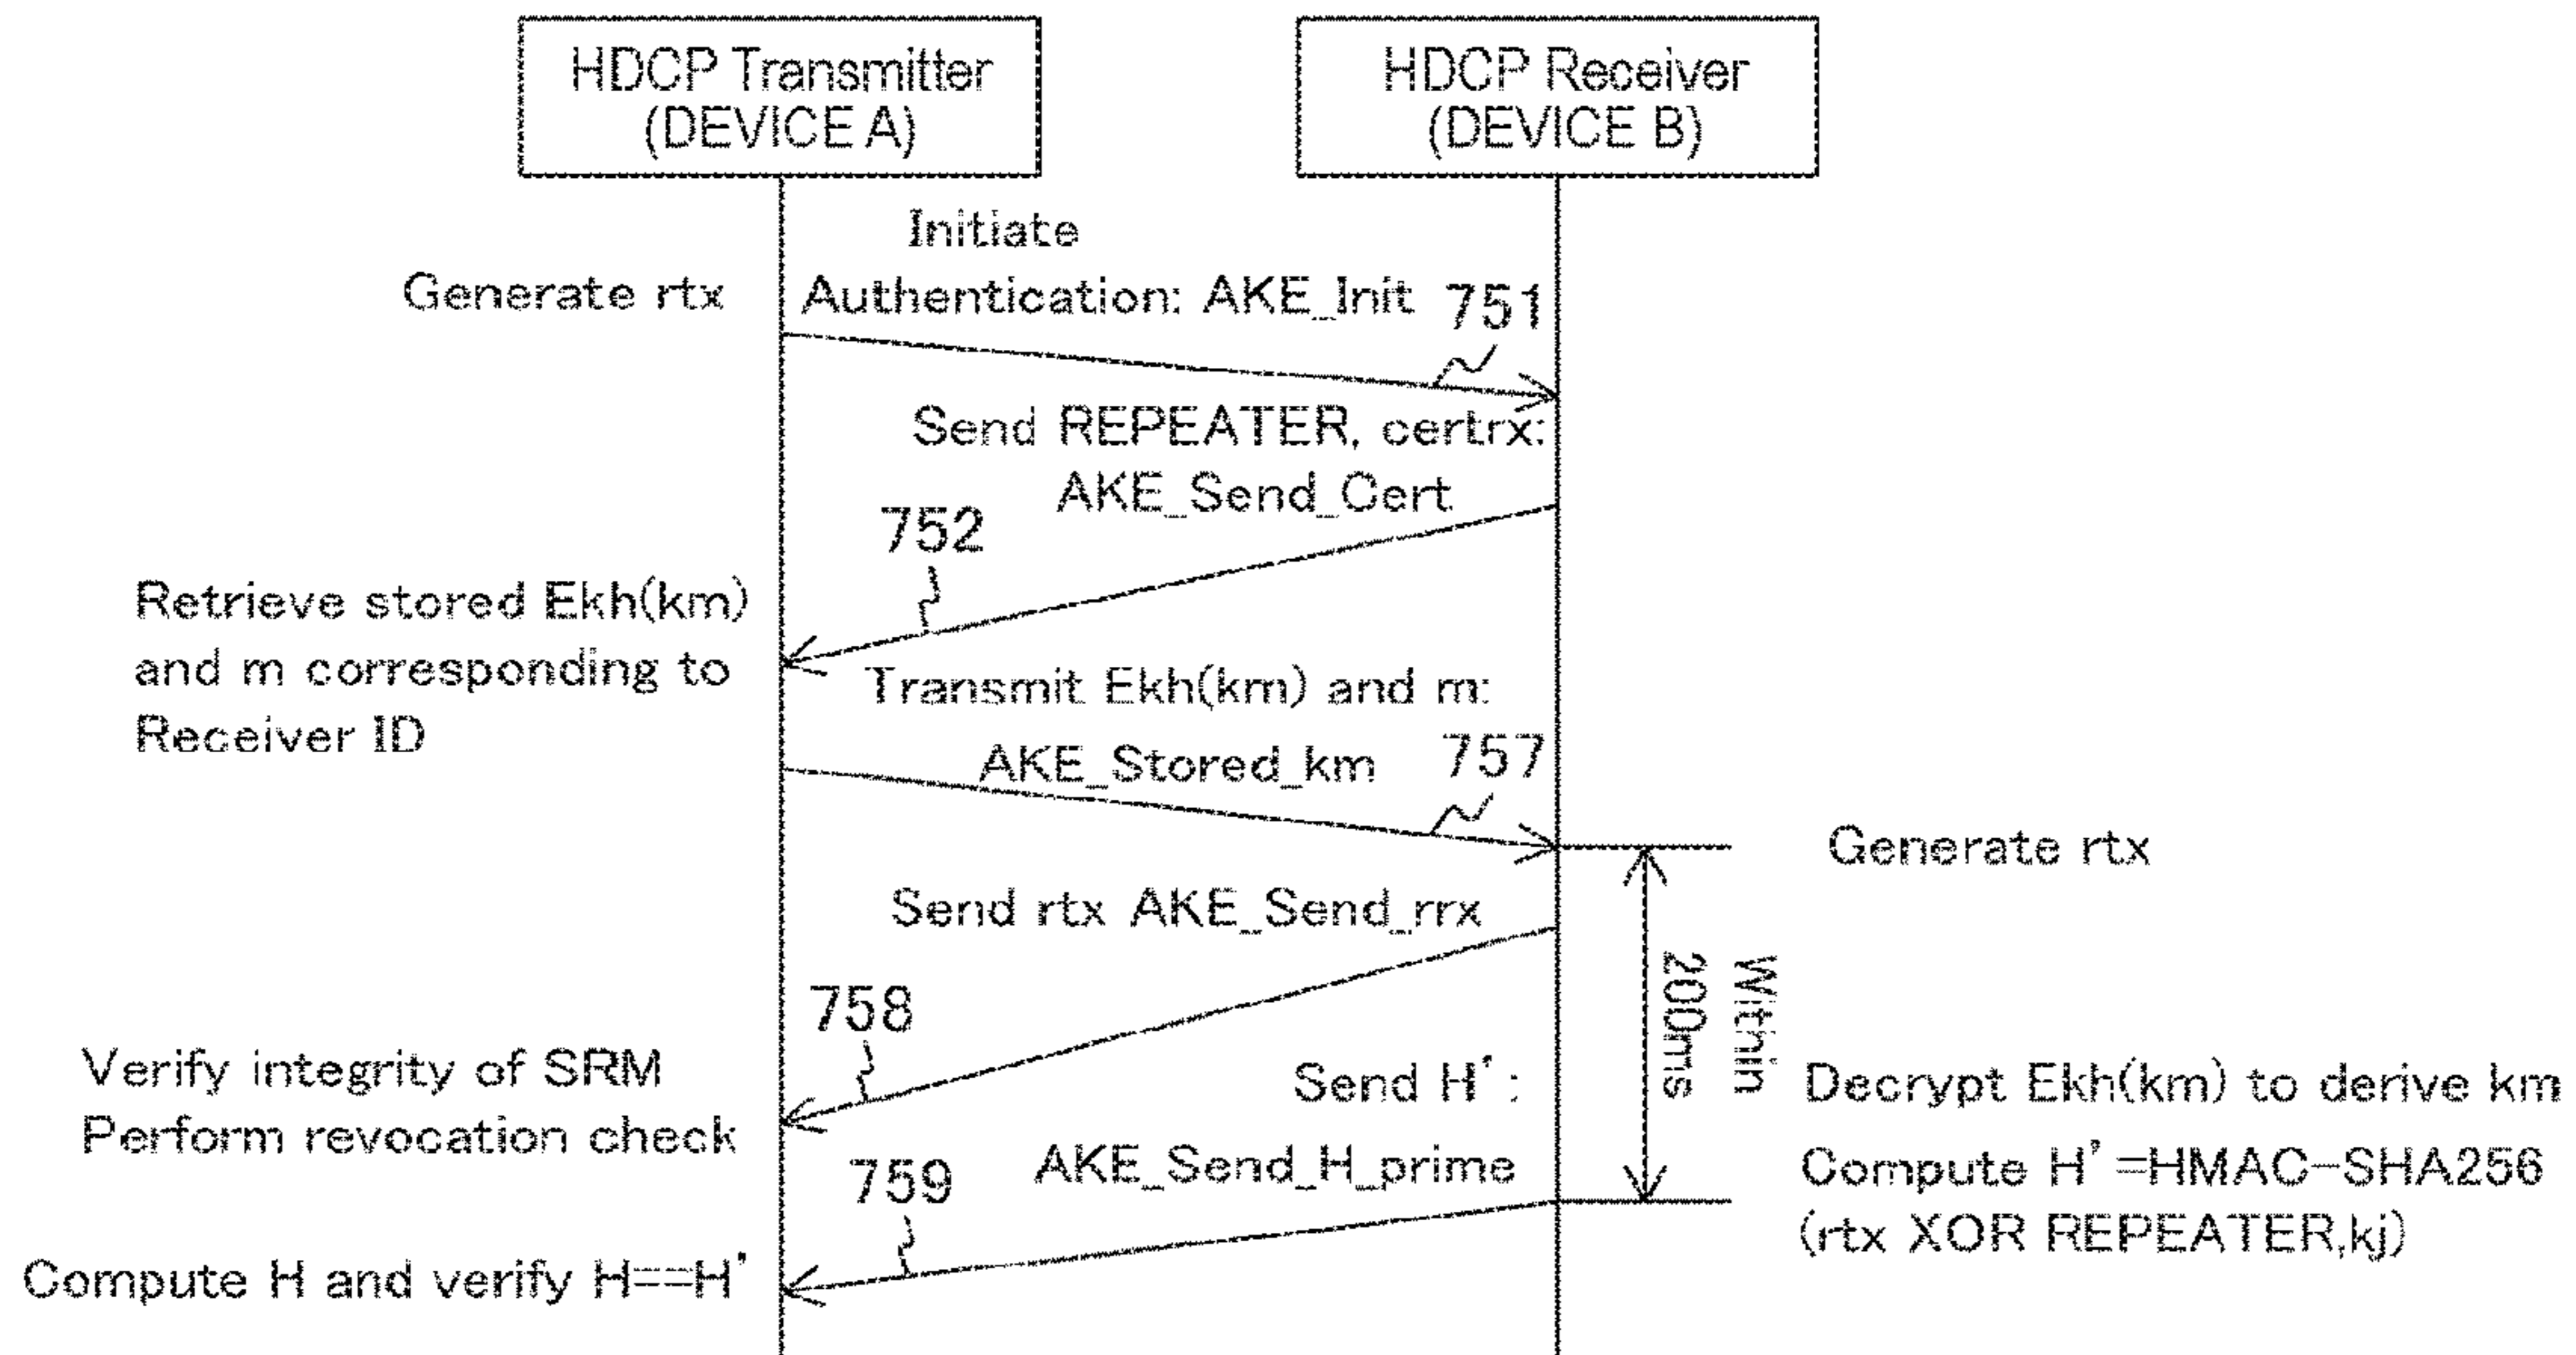 HDCP Transmitter
(DEVICE A)
HDCP Receiver
(DEVICE B)
Initiate
Generate rtx
Authentication: AKE_Init
751
Send REPEATER, certrx:
AKE_Send_Cert
752
Retrieve stored Ekh(km)
and m corresponding to
Receiver ID
Transmit Ekh(km) and m:
AKE_Stored_km
757
Generate rtx
Send rtx AKE_Send_rrx
758
Within
200ms
Verify integrity of SRM
Perform revocation check
Send H':
AKE_Send_H_prime
759
Decrypt Ekh(km) to derive km
Compute H'=HMAC-SHA256
(rtx XOR REPEATER,kj)
Compute H and verify H==H'